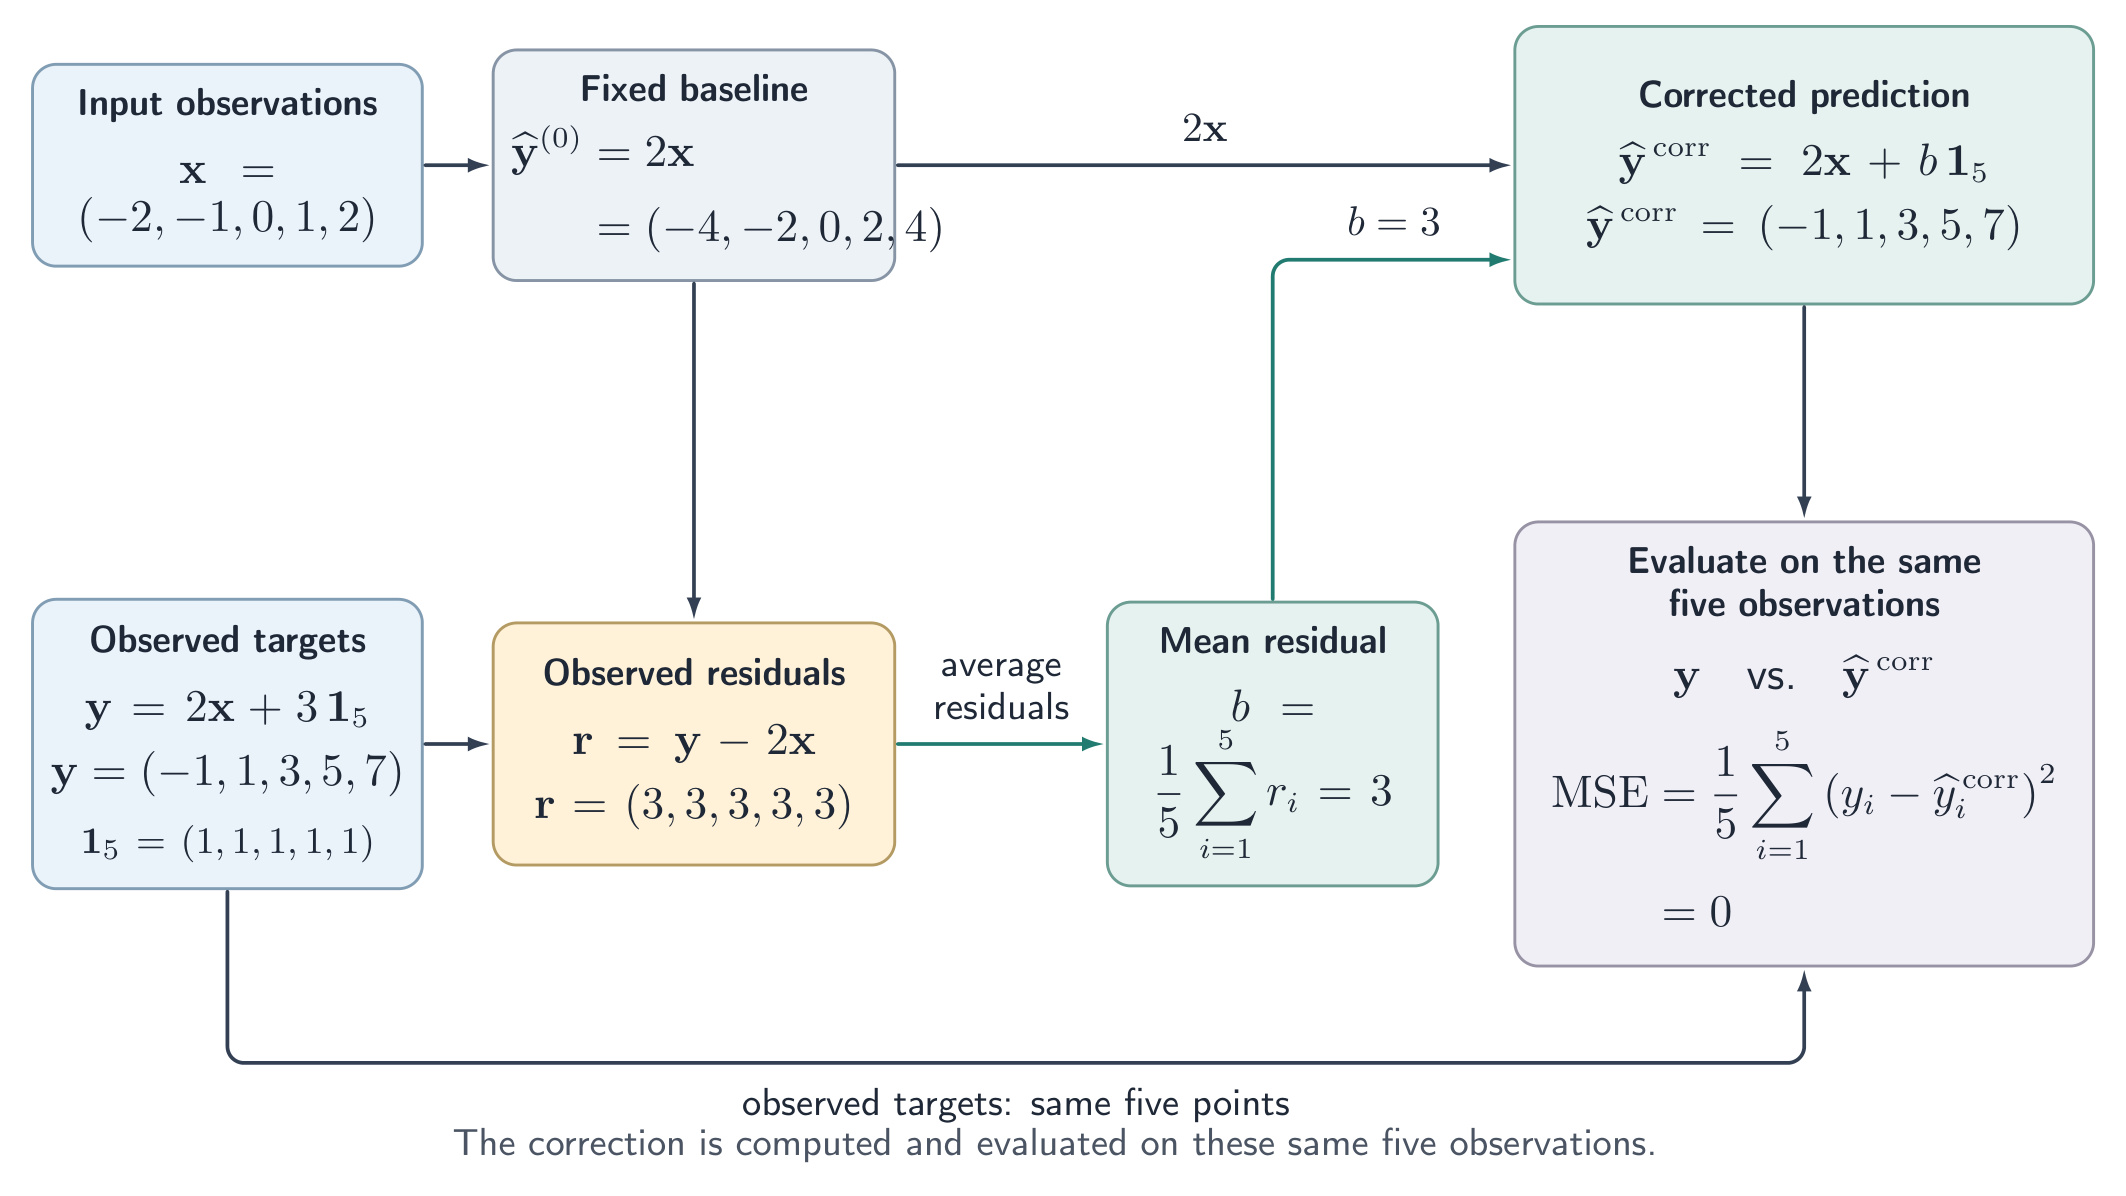 Input observations
x =
(−2, −1, 0, 1, 2)
Fixed baseline
ŷ⁽⁰⁾ = 2x
= (−4, −2, 0, 2, 4)
2x
b = 3
Corrected prediction
ŷ^corr = 2x + b 1₅
ŷ^corr = (−1, 1, 3, 5, 7)
Observed targets
y = 2x + 3 1₅
y = (−1, 1, 3, 5, 7)
1₅ = (1, 1, 1, 1, 1)
Observed residuals
r = y − 2x
r = (3, 3, 3, 3, 3)
average
residuals
Mean residual
b =
1/5 ∑_{i=1}^{5} r_i = 3
Evaluate on the same
five observations
y vs. ŷ^corr
MSE = 1/5 ∑_{i=1}^{5} (y_i − ŷ_i^corr)²
= 0
observed targets: same five points
The correction is computed and evaluated on these same five observations.